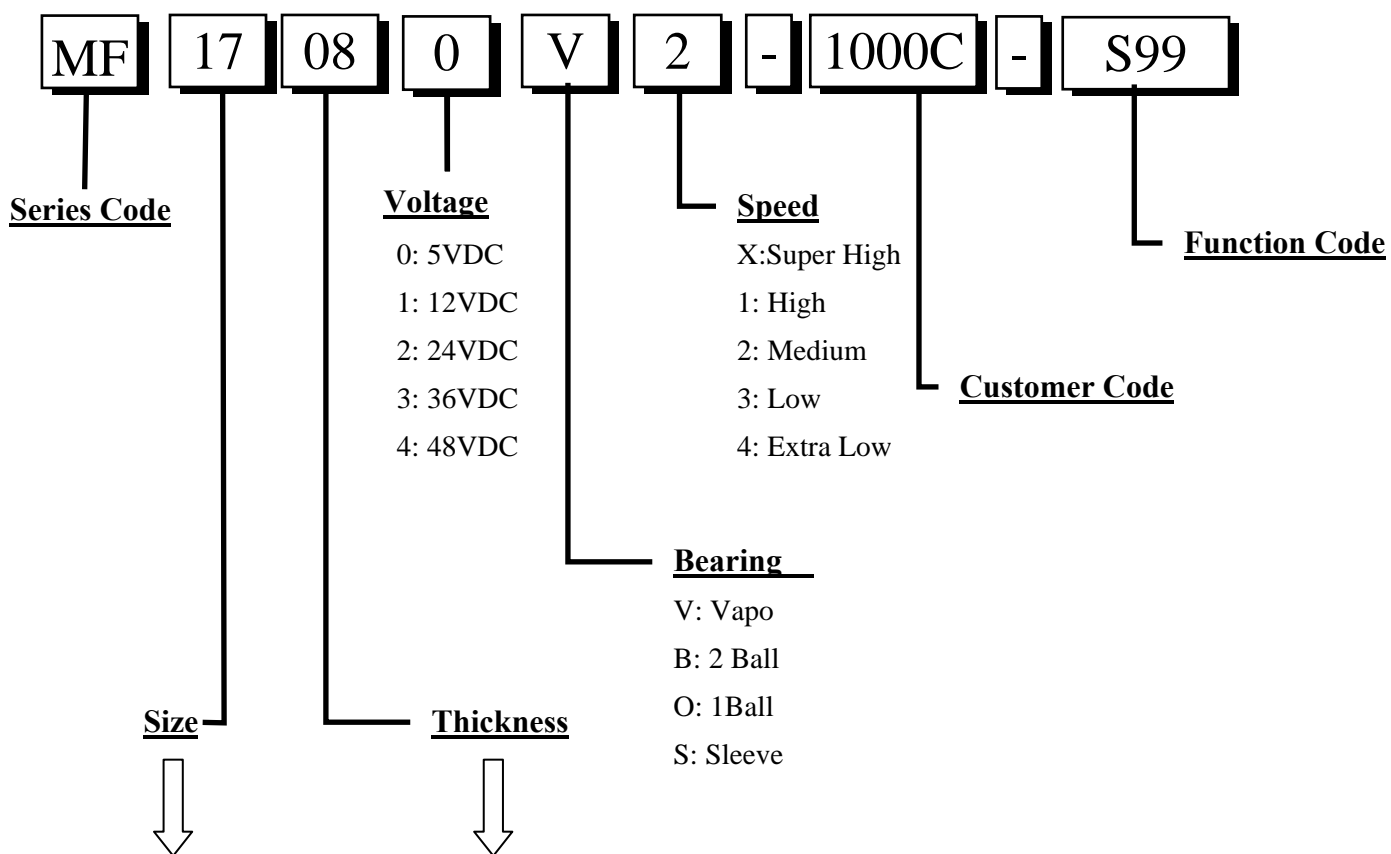 MF 17 08 0 V 2 - 1000C - S99
Series Code
Voltage
0: 5VDC
1: 12VDC
2: 24VDC
3: 36VDC
4: 48VDC
Speed
X:Super High
1: High
2: Medium
3: Low
4: Extra Low
Function Code
Customer Code
Bearing
V: Vapo
B: 2 Ball
O: 1Ball
S: Sleeve
Size
Thickness